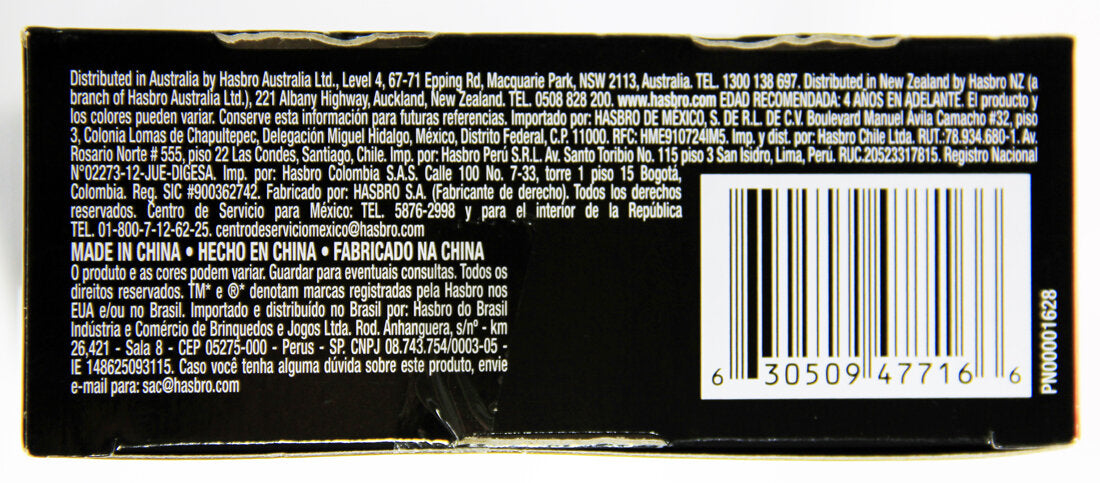 Distributed in Australia by Hasbro Australia Ltd., Level 4, 67-71 Epping Rd, Macquarie Park, NSW 2113, Australia. TEL. 1300 138 697. Distributed in New Zealand by Hasbro NZ (a
branch of Hasbro Australia Ltd.), 221 Albany Highway, Auckland, New Zealand. TEL. 0508 828 200. www.hasbro.com EDAD RECOMENDADA: 4 AÑOS EN ADELANTE. El producto y
los colores pueden variar. Conserve esta información para futuras referencias. Importado por: HASBRO DE MÉXICO, S. DE R.L. DE C.V. Boulevard Manuel Ávila Camacho #32, piso
3, Colonia Lomas de Chapultepec, Delegación Miguel Hidalgo, México, Distrito Federal, C.P. 11000. RFC: HME910724IM5. Imp. y dist. por: Hasbro Chile Ltda. RUT.:78.934.680-1. Av.
Rosario Norte # 555, piso 22 Las Condes, Santiago, Chile. Imp. por: Hasbro Perú S.R.L. Av. Santo Toribio No. 115 piso 3 San Isidro, Lima, Perú. RUC.20523317815. Registro Nacional
N°02273-12-JUE-DIGESA. Imp. por: Hasbro Colombia S.A.S. Calle 100 No. 7-33, torre 1 piso 15 Bogotá,
Colombia. Reg. SIC #900362742. Fabricado por: HASBRO S.A. (Fabricante de derecho). Todos los derechos
reservados. Centro de Servicio para México: TEL. 5876-2998 y para el interior de la República
TEL. 01-800-7-12-62-25. centrodeserviciomexico@hasbro.com
MADE IN CHINA • HECHO EN CHINA • FABRICADO NA CHINA
O produto e as cores podem variar. Guardar para eventuais consultas. Todos os
direitos reservados. TM* e ®* denotam marcas registradas pela Hasbro nos
EUA e/ou no Brasil. Importado e distribuído no Brasil por: Hasbro do Brasil
Indústria e Comércio de Brinquedos e Jogos Ltda. Rod. Anhanguera, s/nº - km
26,421 - Sala 8 - CEP 05275-000 - Perus - SP. CNPJ 08.743.754/0003-05 -
IE 148625093115. Caso você tenha alguma dúvida sobre este produto, envie
e-mail para: sac@hasbro.com
6 30509 47716 6
PN00001628